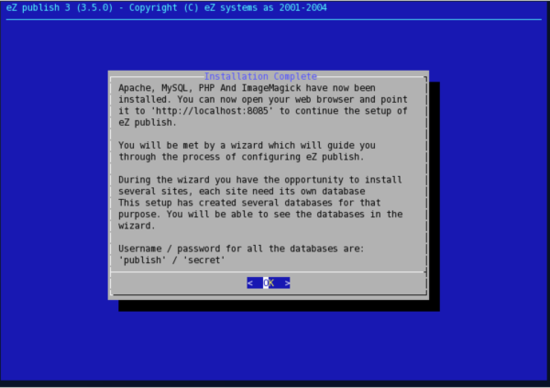 eZ publish 3 (3.5.0) - Copyright (C) eZ systems as 2001-2004
Installation Complete
Apache, MySQL, PHP And ImageMagick have now been
installed. You can now open your web browser and point
it to 'http://localhost:8085' to continue the setup of
eZ publish.
You will be met by a wizard which will guide you
through the process of configuring eZ publish.
During the wizard you have the opportunity to install
several sites, each site need its own database
This setup has created several databases for that
purpose. You will be able to see the databases in the
wizard.
Username / password for all the databases are:
'publish' / 'secret'
< OK >